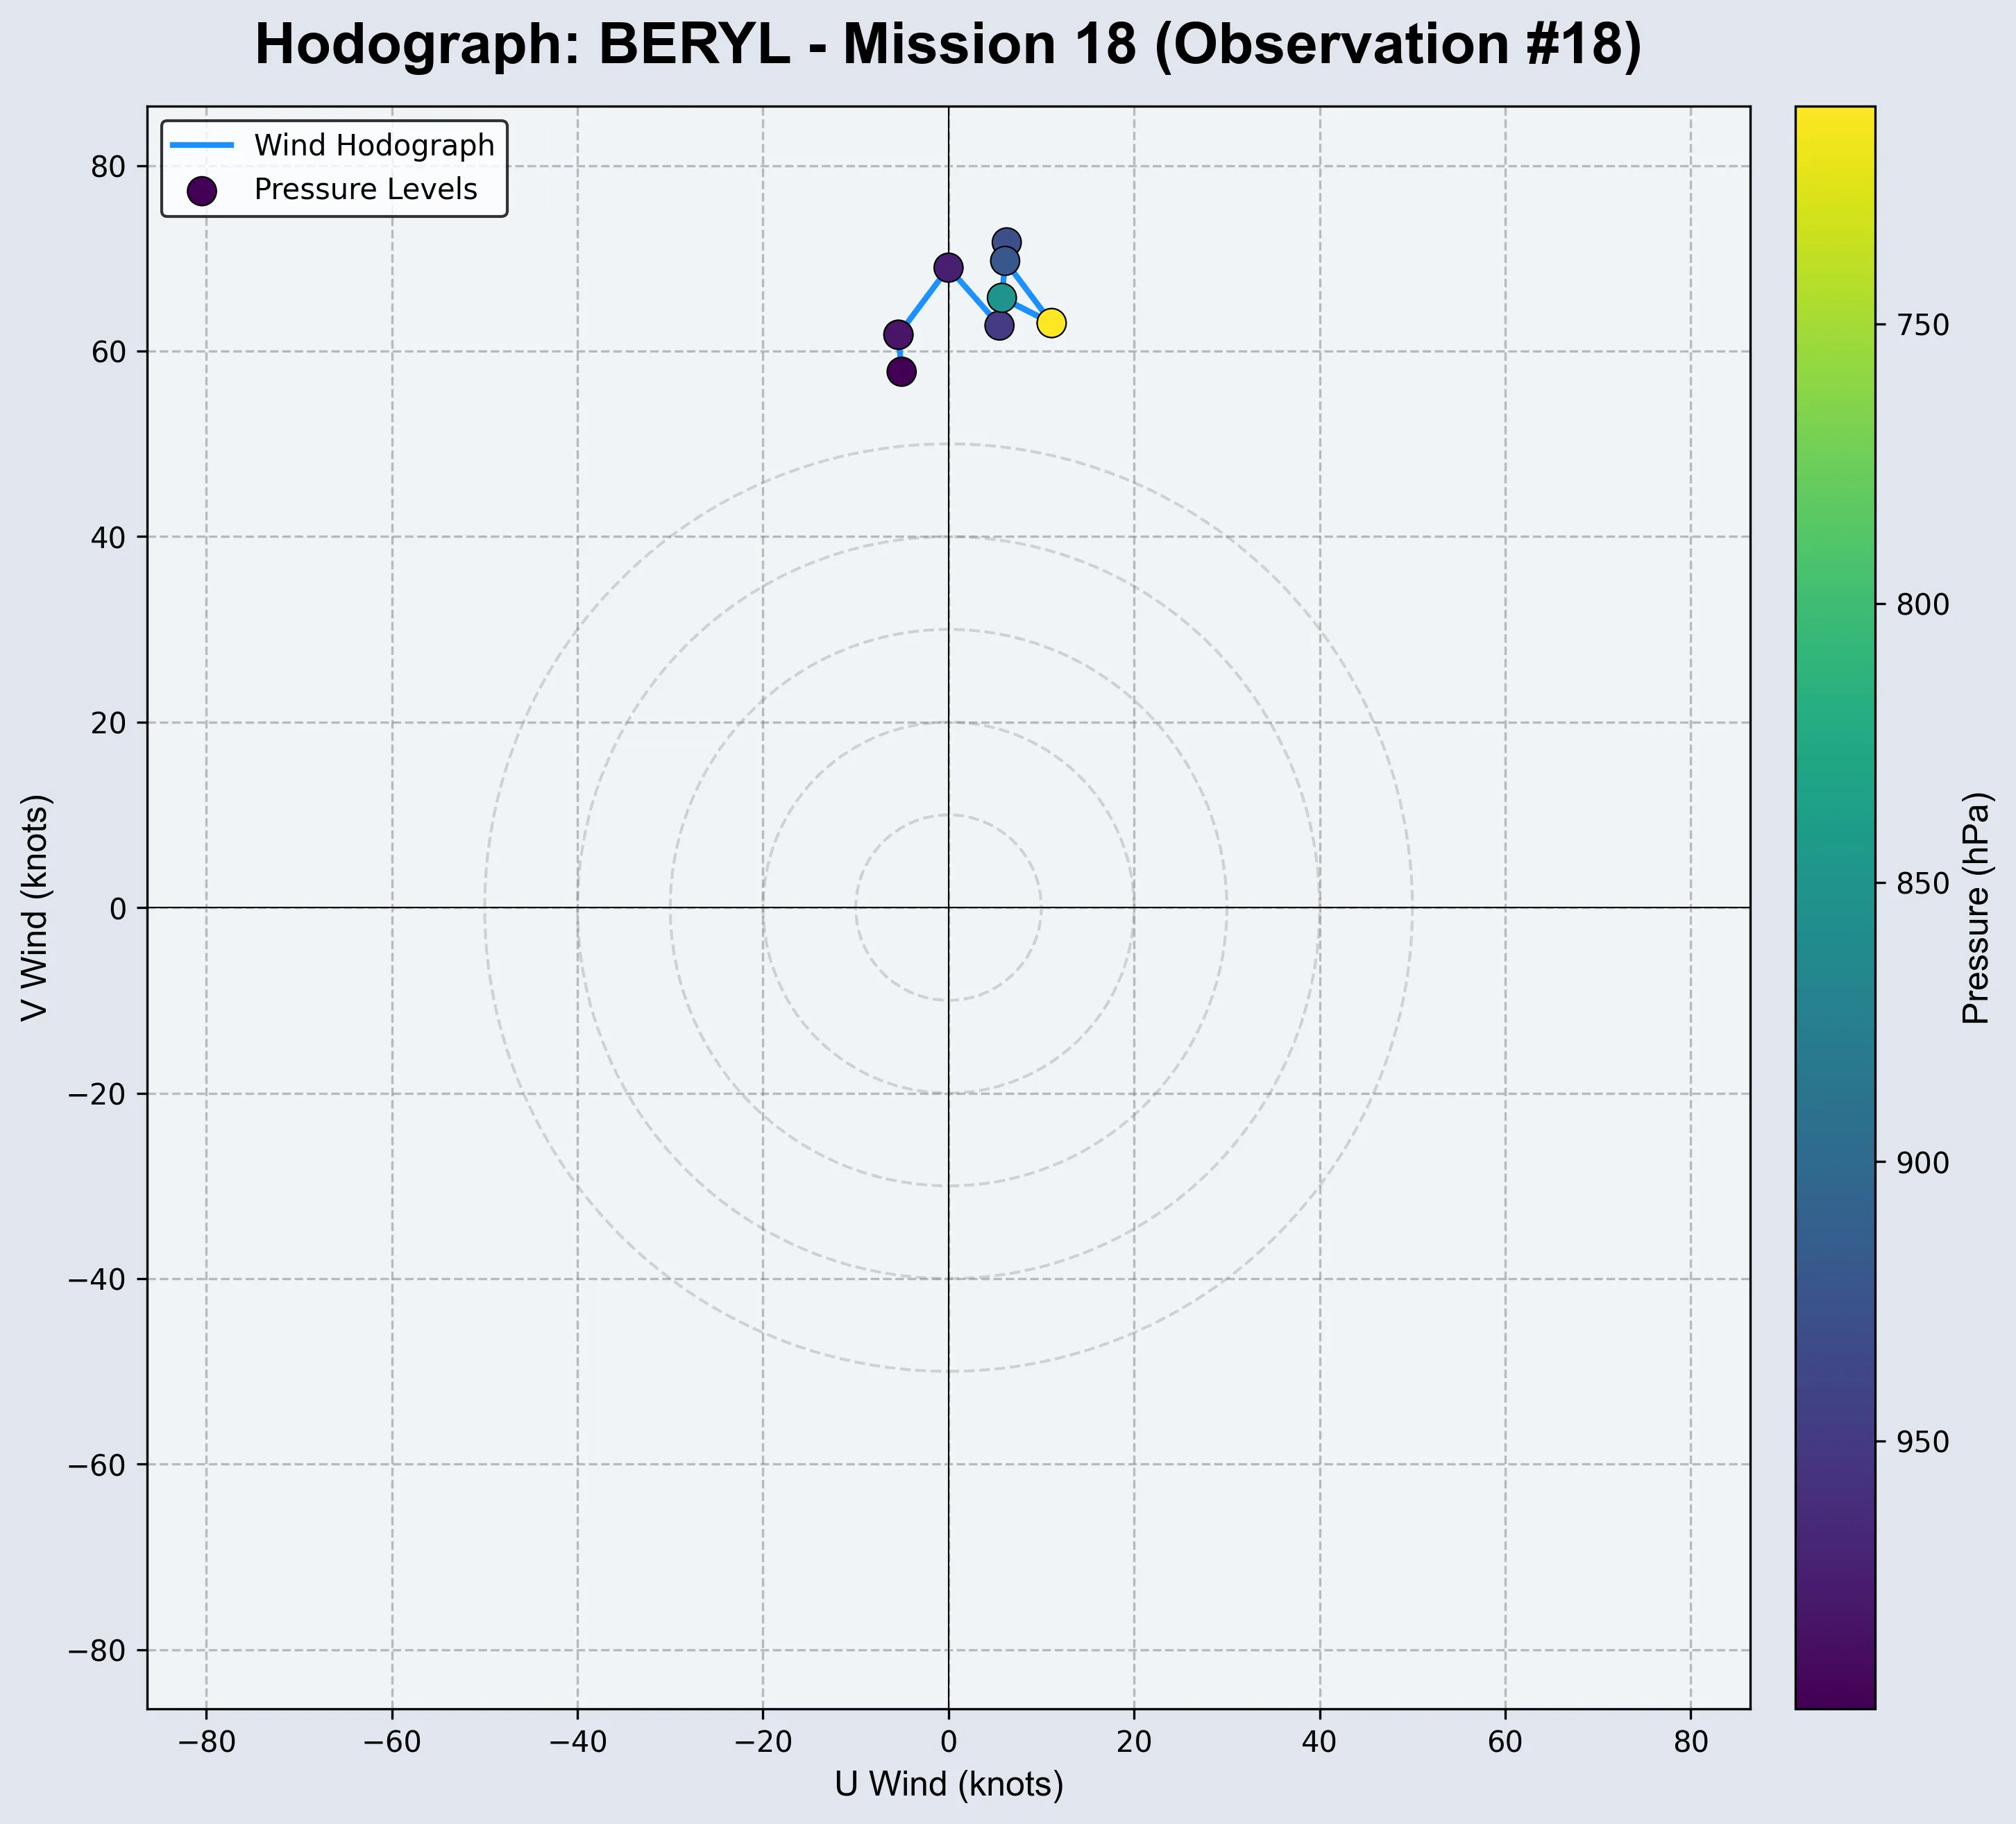 Hodograph: BERYL - Mission 18 (Observation #18)
Wind Hodograph
Pressure Levels
80
60
40
20
0
−20
−40
−60
−80
V Wind (knots)
−80 −60 −40 −20 0 20 40 60 80
U Wind (knots)
750
800
850
900
950
Pressure (hPa)